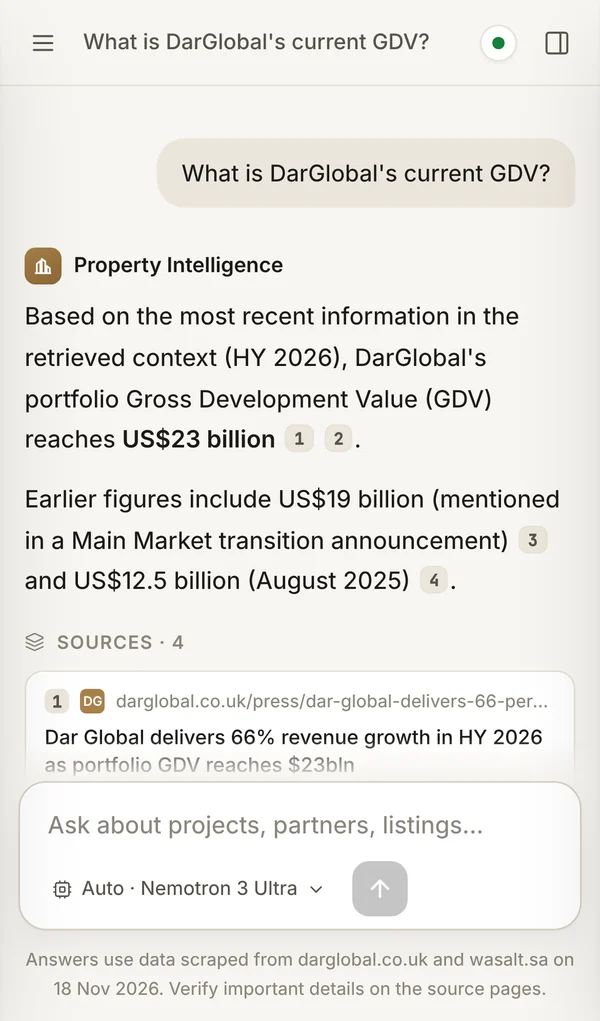 What is DarGlobal's current GDV?
What is DarGlobal's current GDV?
Property Intelligence
Based on the most recent information in the
retrieved context (HY 2026), DarGlobal's
portfolio Gross Development Value (GDV)
reaches US$23 billion 1 2 .
Earlier figures include US$19 billion (mentioned
in a Main Market transition announcement) 3
and US$12.5 billion (August 2025) 4 .
SOURCES · 4
1 DG darglobal.co.uk/press/dar-global-delivers-66-per...
Dar Global delivers 66% revenue growth in HY 2026
as portfolio GDV reaches $23bln
Ask about projects, partners, listings...
Auto · Nemotron 3 Ultra
Answers use data scraped from darglobal.co.uk and wasalt.sa on
18 Nov 2026. Verify important details on the source pages.